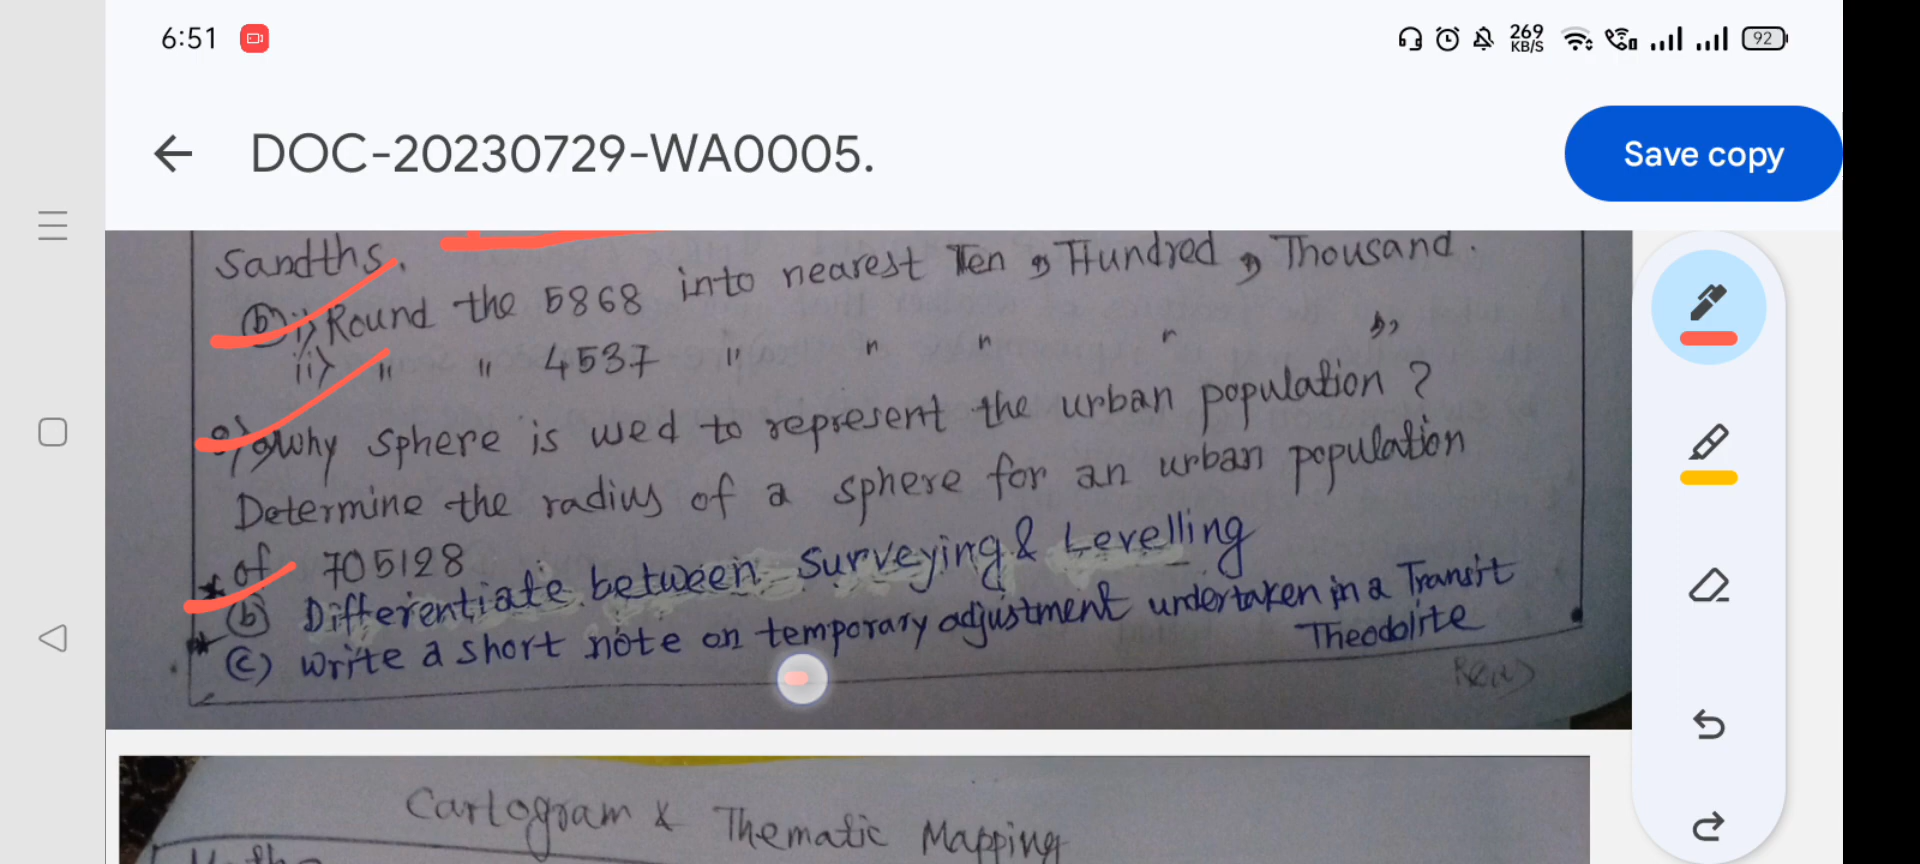 6:51 269 KB/S 92
DOC-20230729-WA0005.
Save copy
Sandths.
(b) i) Round the 5868 into nearest Ten, Hundred, Thousand.
ii) " " 4537 " " " " "
Why sphere is used to represent the urban population ?
Determine the radius of a sphere for an urban population
of 705128
(b) Differentiate between Surveying & Levelling
(c) Write a short note on temporary adjustment undertaken in a Transit
Theodolite
Cartogram & Thematic Mapping